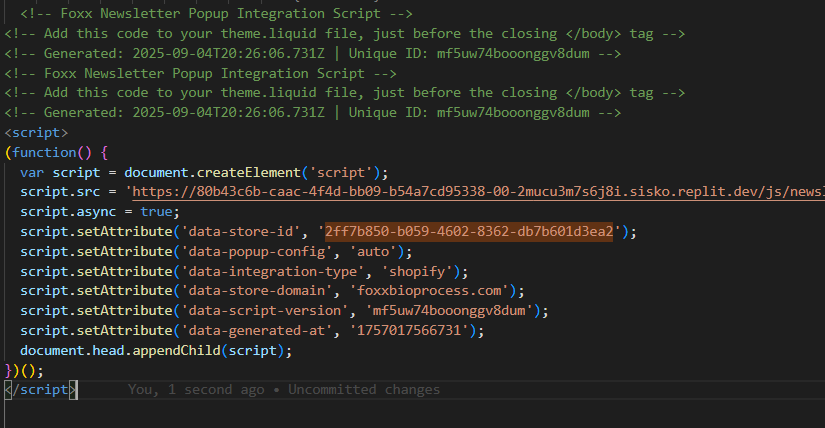 <!-- Foxx Newsletter Popup Integration Script -->
<!-- Add this code to your theme.liquid file, just before the closing </body> tag -->
<!-- Generated: 2025-09-04T20:26:06.731Z | Unique ID: mf5uw74booonggv8dum -->
<!-- Foxx Newsletter Popup Integration Script -->
<!-- Add this code to your theme.liquid file, just before the closing </body> tag -->
<!-- Generated: 2025-09-04T20:26:06.731Z | Unique ID: mf5uw74booonggv8dum -->
<script>
(function() {
var script = document.createElement('script');
script.src = 'https://80b43c6b-caac-4f4d-bb09-b54a7cd95338-00-2mucu3m7s6j8i.sisko.replit.dev/js/newsl
script.async = true;
script.setAttribute('data-store-id', '2ff7b850-b059-4602-8362-db7b601d3ea2');
script.setAttribute('data-popup-config', 'auto');
script.setAttribute('data-integration-type', 'shopify');
script.setAttribute('data-store-domain', 'foxxbioprocess.com');
script.setAttribute('data-script-version', 'mf5uw74booonggv8dum');
script.setAttribute('data-generated-at', '1757017566731');
document.head.appendChild(script);
})();
</script> You, 1 second ago • Uncommitted changes